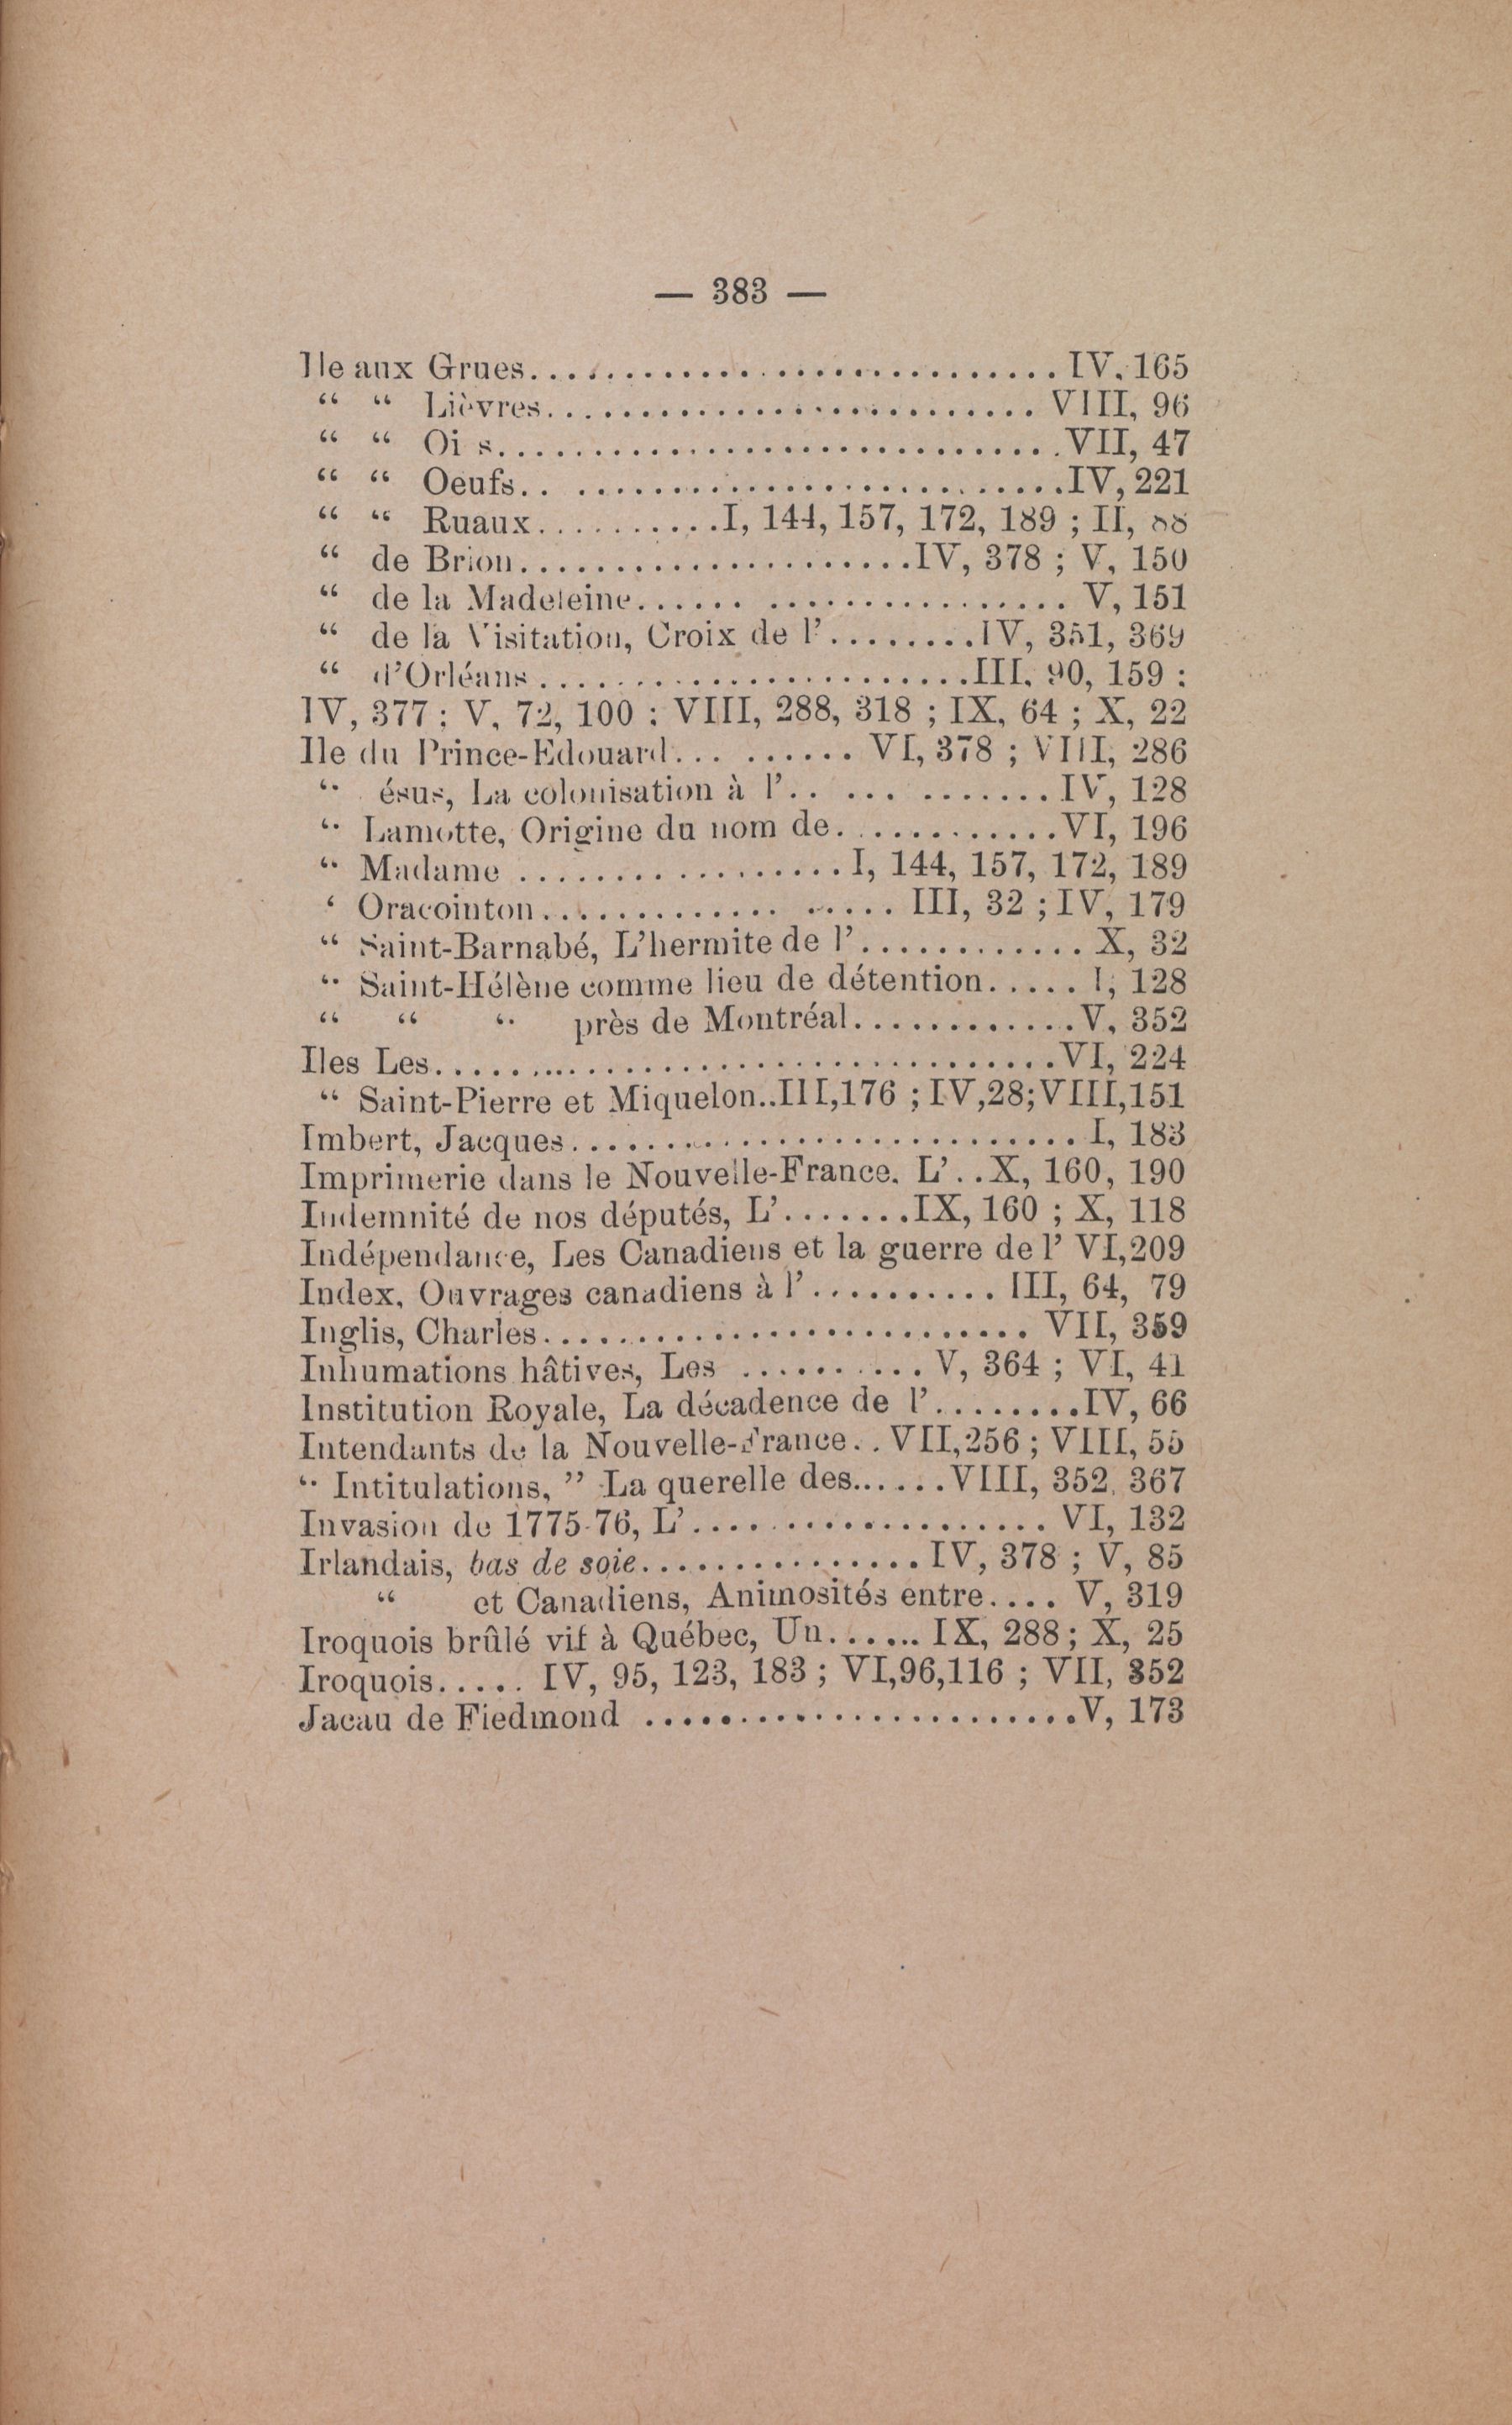 — 383 —
Ile aux Grues............................ IV, 165
“ “ Lièvres.......................... VIII, 96
“ “ Oi s..............................VII, 47
“ “ Oeufs.. ..........................IV, 221
“ “ Ruaux..........I, 144, 157, 172, 189 ; II, 88
“ de Brion.....................IV, 378 ; V, 150
“ de la Madeleine...... ................ V, 151
“ de la Visitation, Croix de l’........IV, 351, 369
“ d’Orléans.......................III, 90, 159 ;
IV, 377 ; V, 72, 100 ; VIII, 288, 318 ; IX, 64 ; X, 22
Ile du Prince-Edouard... ...... VI, 378 ; VIII, 286
“ ésus, La colonisation à l’.. ... .......IV, 128
“ Lamotte, Origine du nom de............VI, 196
“ Madame .................I, 144, 157, 172, 189
‘ Oracointon............. ..... III, 32 ; IV, 179
“ Saint-Barnabé, L’hermite de l’............ X, 32
“ Saint-Hélène comme lieu de détention..... I, 128
“ “ “ près de Montréal............V, 352
Iles Les.................................VI, 224
“ Saint-Pierre et Miquelon..III,176 ; IV,28; VIII,151
Imbert, Jacques........................... I, 183
Imprimerie dans le Nouvelle-France. L’..X, 160, 190
Indemnité de nos députés, L’.......IX, 160 ; X, 118
Indépendance, Les Canadiens et la guerre de l’ VI,209
Index, Ouvrages canadiens à l’.......... III, 64, 79
Inglis, Charles.......................... VII, 359
Inhumations hâtives, Les .......... V, 364 ; VI, 41
Institution Royale, La décadence de l’........IV, 66
Intendants de la Nouvelle-France.. VII,256 ; VIII, 55
“ Intitulations, ” La querelle des......VIII, 352, 367
Invasion de 1775-76, L’................... VI, 132
Irlandais, bas de soie...............IV, 378 ; V, 85
“ et Canadiens, Animosités entre.... V, 319
Iroquois brûlé vif à Québec, Un...... IX, 288 ; X, 25
Iroquois..... IV, 95, 123, 183 ; VI,96,116 ; VII, 352
Jacau de Fiedmond .......................V, 173